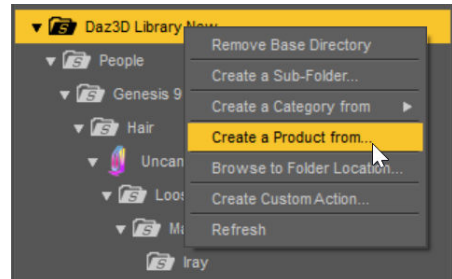 Daz3D Library New
People
Genesis 9
Hair
Uncan
Loos
Ma
Iray
Remove Base Directory
Create a Sub-Folder...
Create a Category from
Create a Product from...
Browse to Folder Location...
Create Custom Action...
Refresh